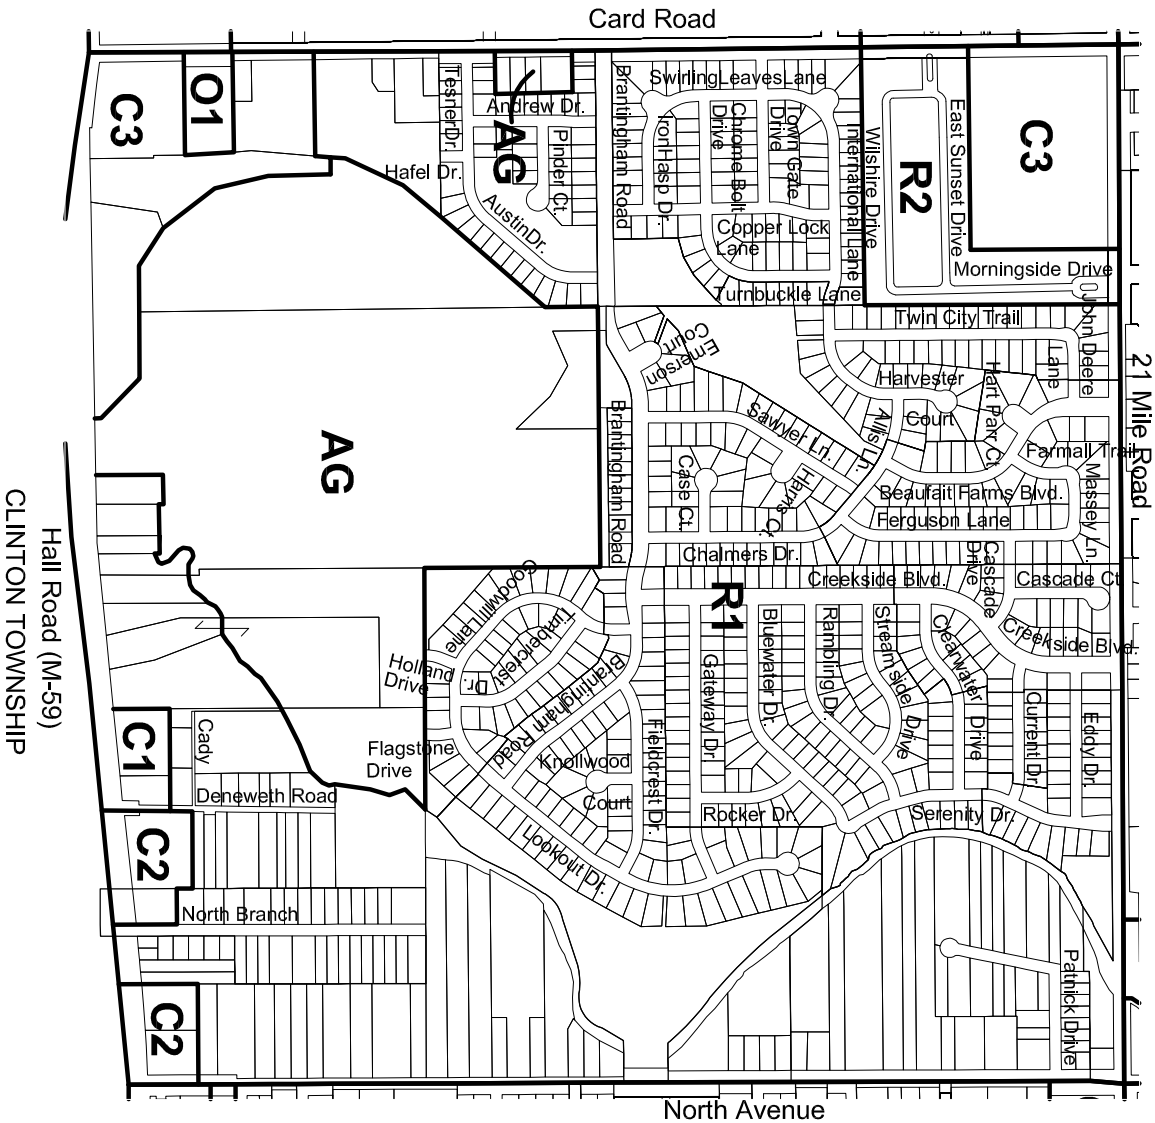 Card Road
C3
O1
Tesner Dr.
Andrew Dr.
AG
Pinder Ct.
Hafel Dr.
Austin Dr.
Brantingham Road
Swirling Leaves Lane
Iron Hasp Dr.
Chrome Bolt
Drive
Town Gate
Drive
International Lane
Copper Lock
Lane
Turnbuckle Lane
Wilshire Drive
R2
East Sunset Drive
C3
Morningside Drive
Twin City Trail
John Deere
Lane
21 Mile Road
Emerson
Court
Harvester
Court
Hart Parr Ct.
Allis Ln.
Sawyer Ln.
Farmall Trail
Massey Ln.
AG
Brantingham Road
Case Ct.
Harris Ct.
Beaufait Farms Blvd.
Ferguson Lane
Chalmers Dr.
Hall Road (M-59)
CLINTON TOWNSHIP
R1
Creekside Blvd.
Cascade
Drive
Cascade Ct.
Creekside Blvd.
Goodwill Lane
Timbercrest
Dr.
Holland
Drive
Brantingham Road
Gateway Dr.
Bluewater Dr.
Rambling Dr.
Streamside Drive
Clearwater Drive
Current Dr.
Eddy Dr.
C1
Cady
Flagstone
Drive
Knollwood
Court
Fieldcrest Dr.
Deneweth Road
Rocker Dr.
Serenity Dr.
C2
Lookout Dr.
North Branch
Patnick Drive
C2
North Avenue